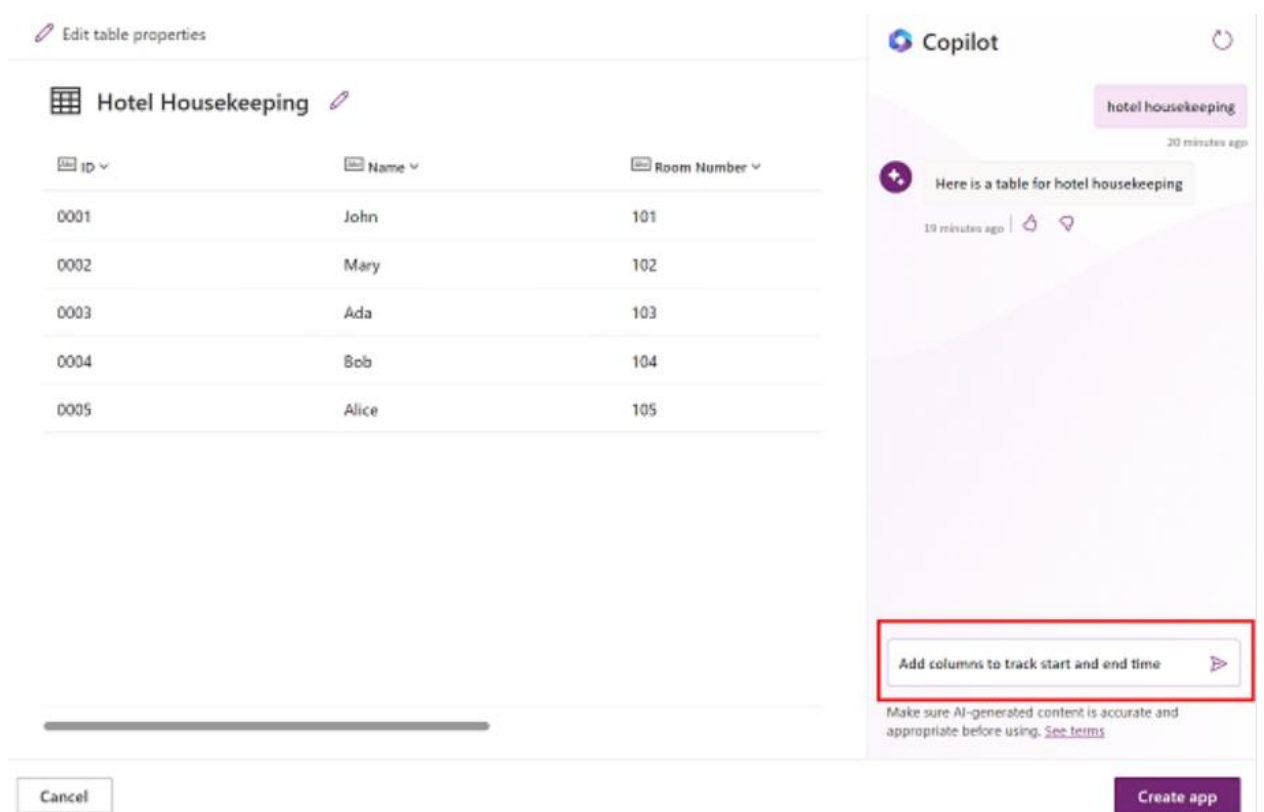 Edit table properties
Hotel Housekeeping
Abc ID
Abc Name
Abc Room Number
0001 John 101
0002 Mary 102
0003 Ada 103
0004 Bob 104
0005 Alice 105
Copilot
hotel housekeeping
20 minutes ago
Here is a table for hotel housekeeping
19 minutes ago
Add columns to track start and end time
Make sure AI-generated content is accurate and
appropriate before using. See terms
Cancel
Create app